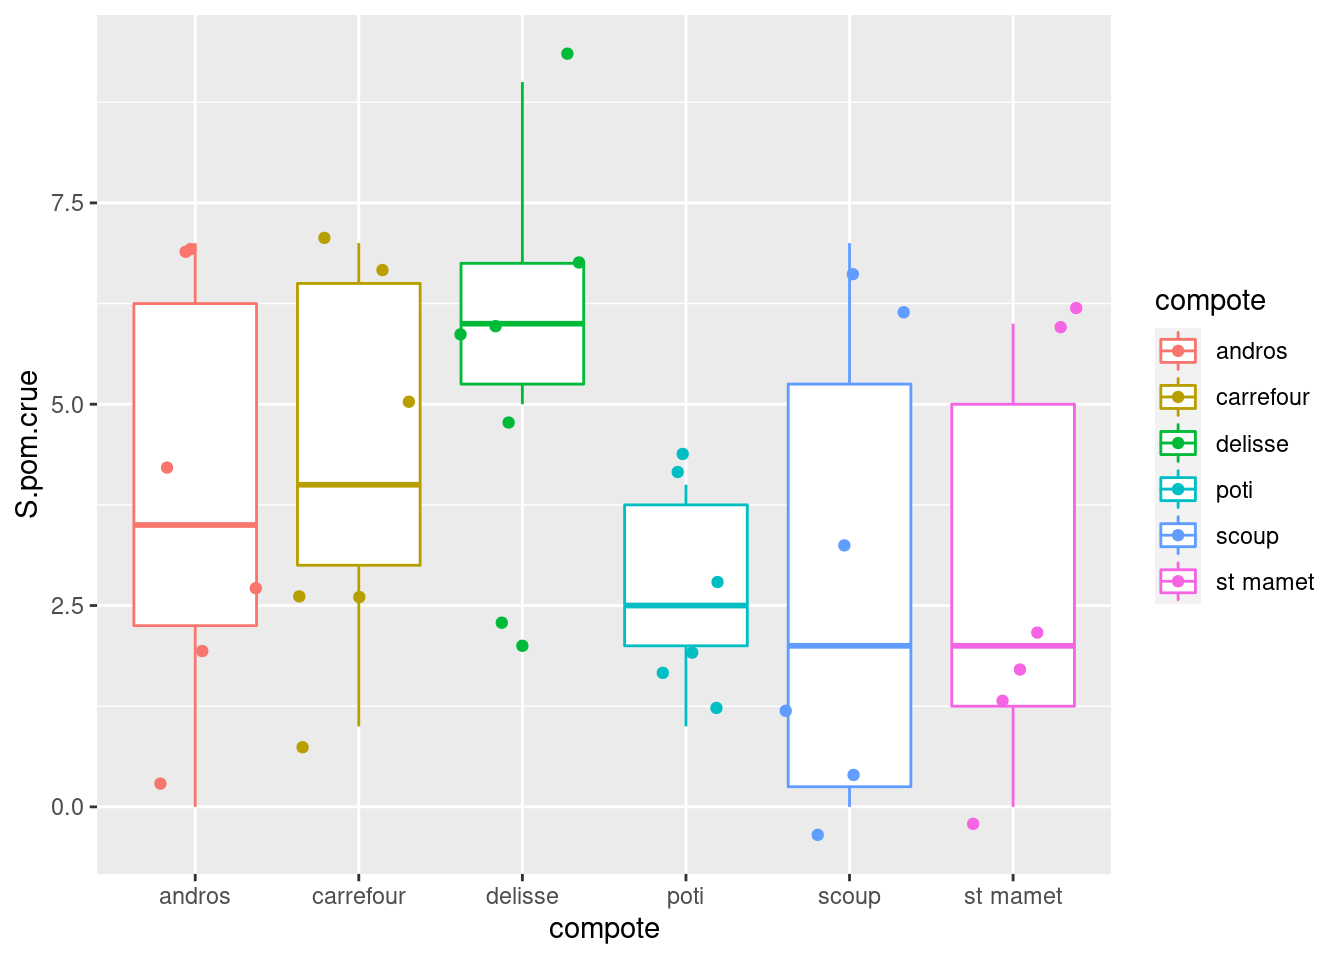 S.pom.crue
7.5
5.0
2.5
0.0
andros
carrefour
delisse
poti
scoup
st mamet
compote
compote
andros
carrefour
delisse
poti
scoup
st mamet